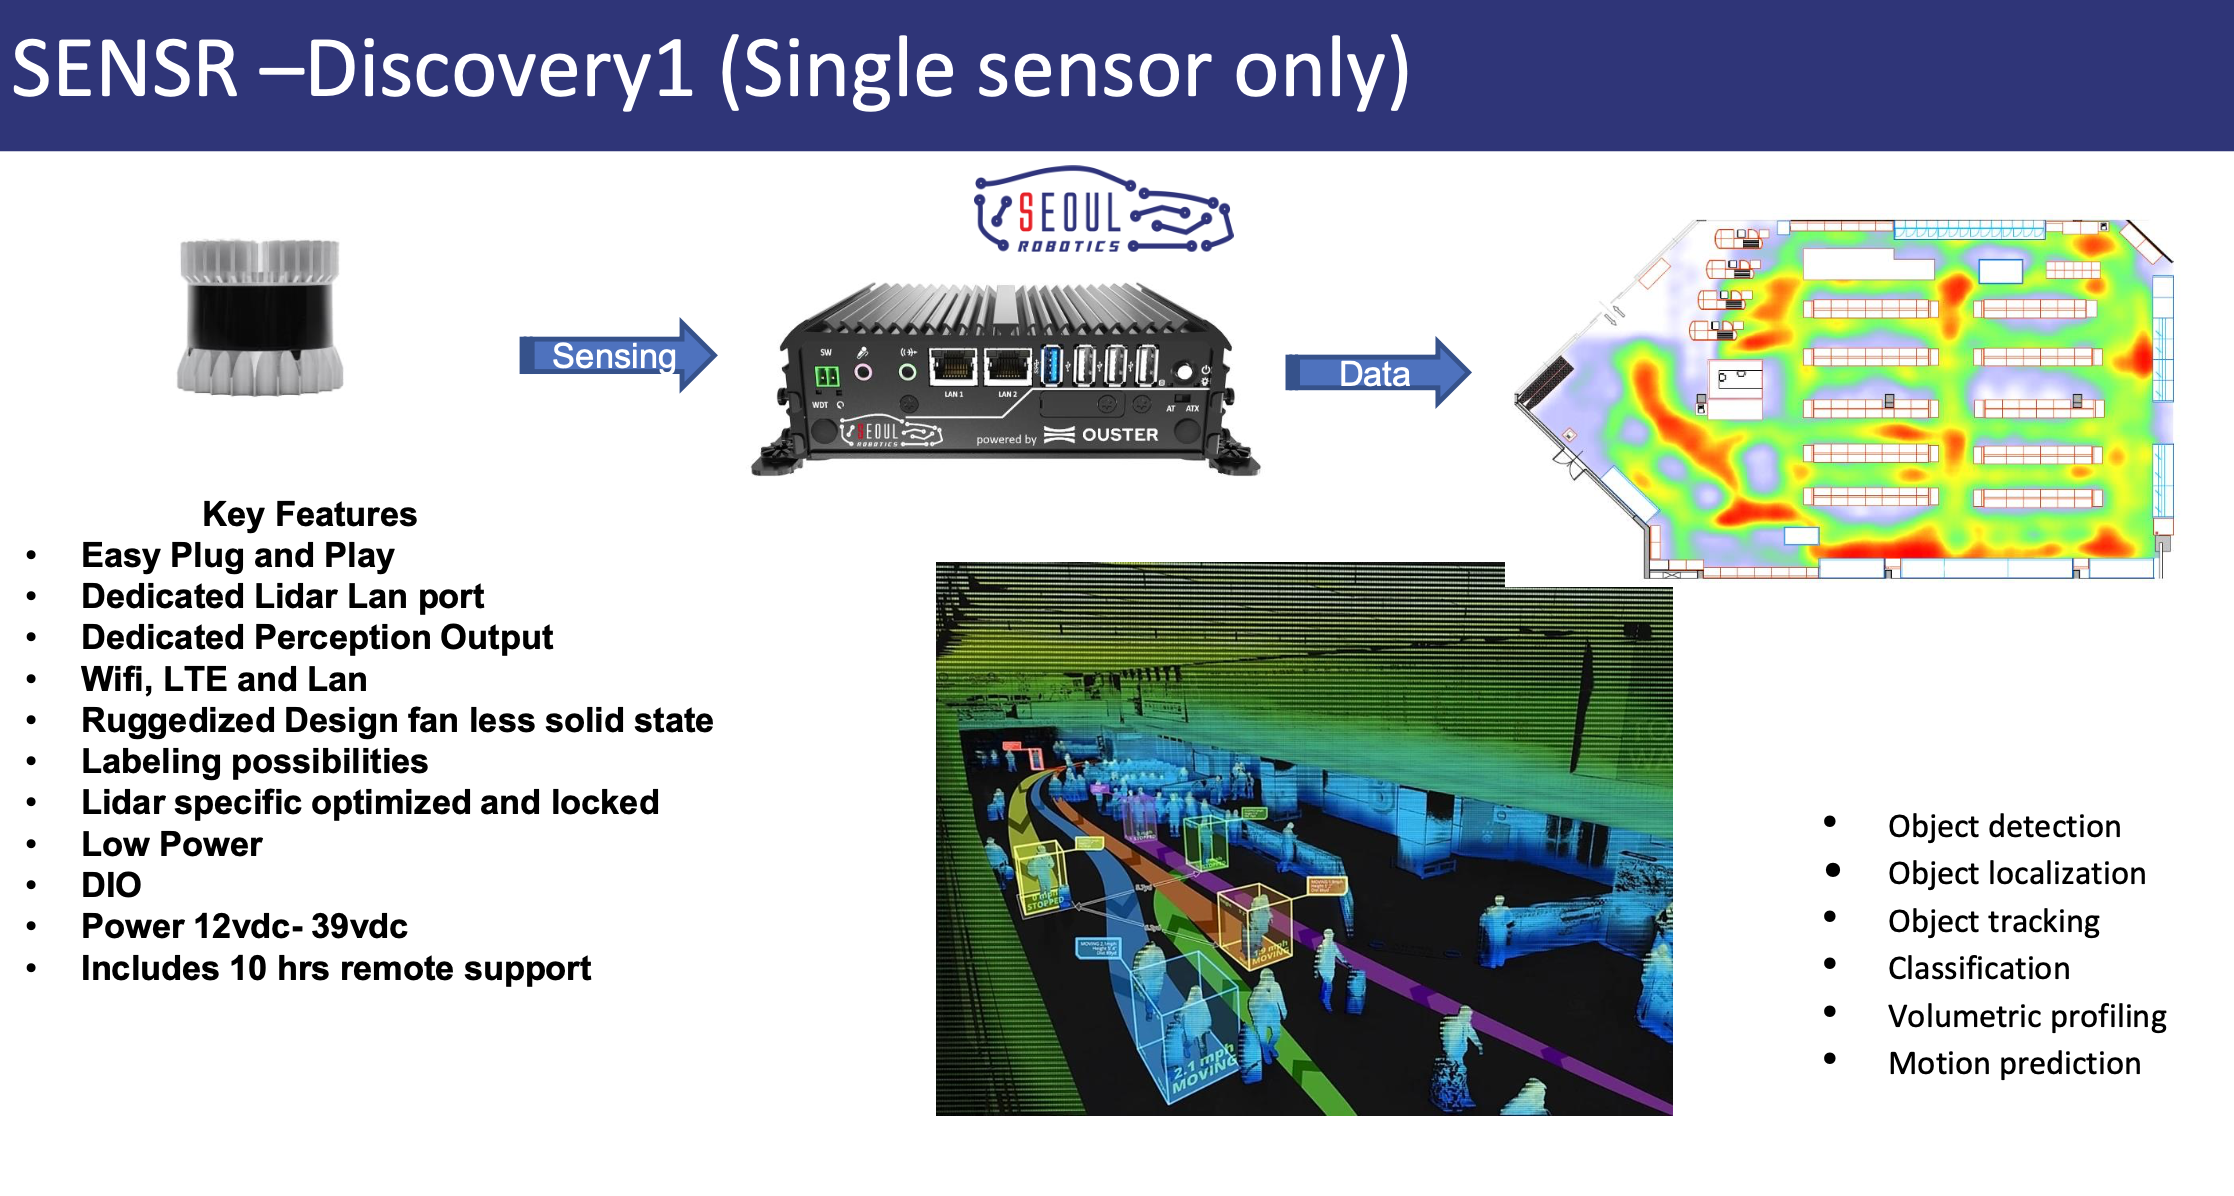 SENSR –Discovery1 (Single sensor only)
SEOUL
ROBOTICS
Sensing
Data
SW
LAN 1
LAN 2
WDT
AT ATX
SEOUL
ROBOTICS
powered by OUSTER
Key Features
• Easy Plug and Play
• Dedicated Lidar Lan port
• Dedicated Perception Output
• Wifi, LTE and Lan
• Ruggedized Design fan less solid state
• Labeling possibilities
• Lidar specific optimized and locked
• Low Power
• DIO
• Power 12vdc- 39vdc
• Includes 10 hrs remote support
0 mph
STOPPED
MOVING
2.1 mph
MOVING
• Object detection
• Object localization
• Object tracking
• Classification
• Volumetric profiling
• Motion prediction